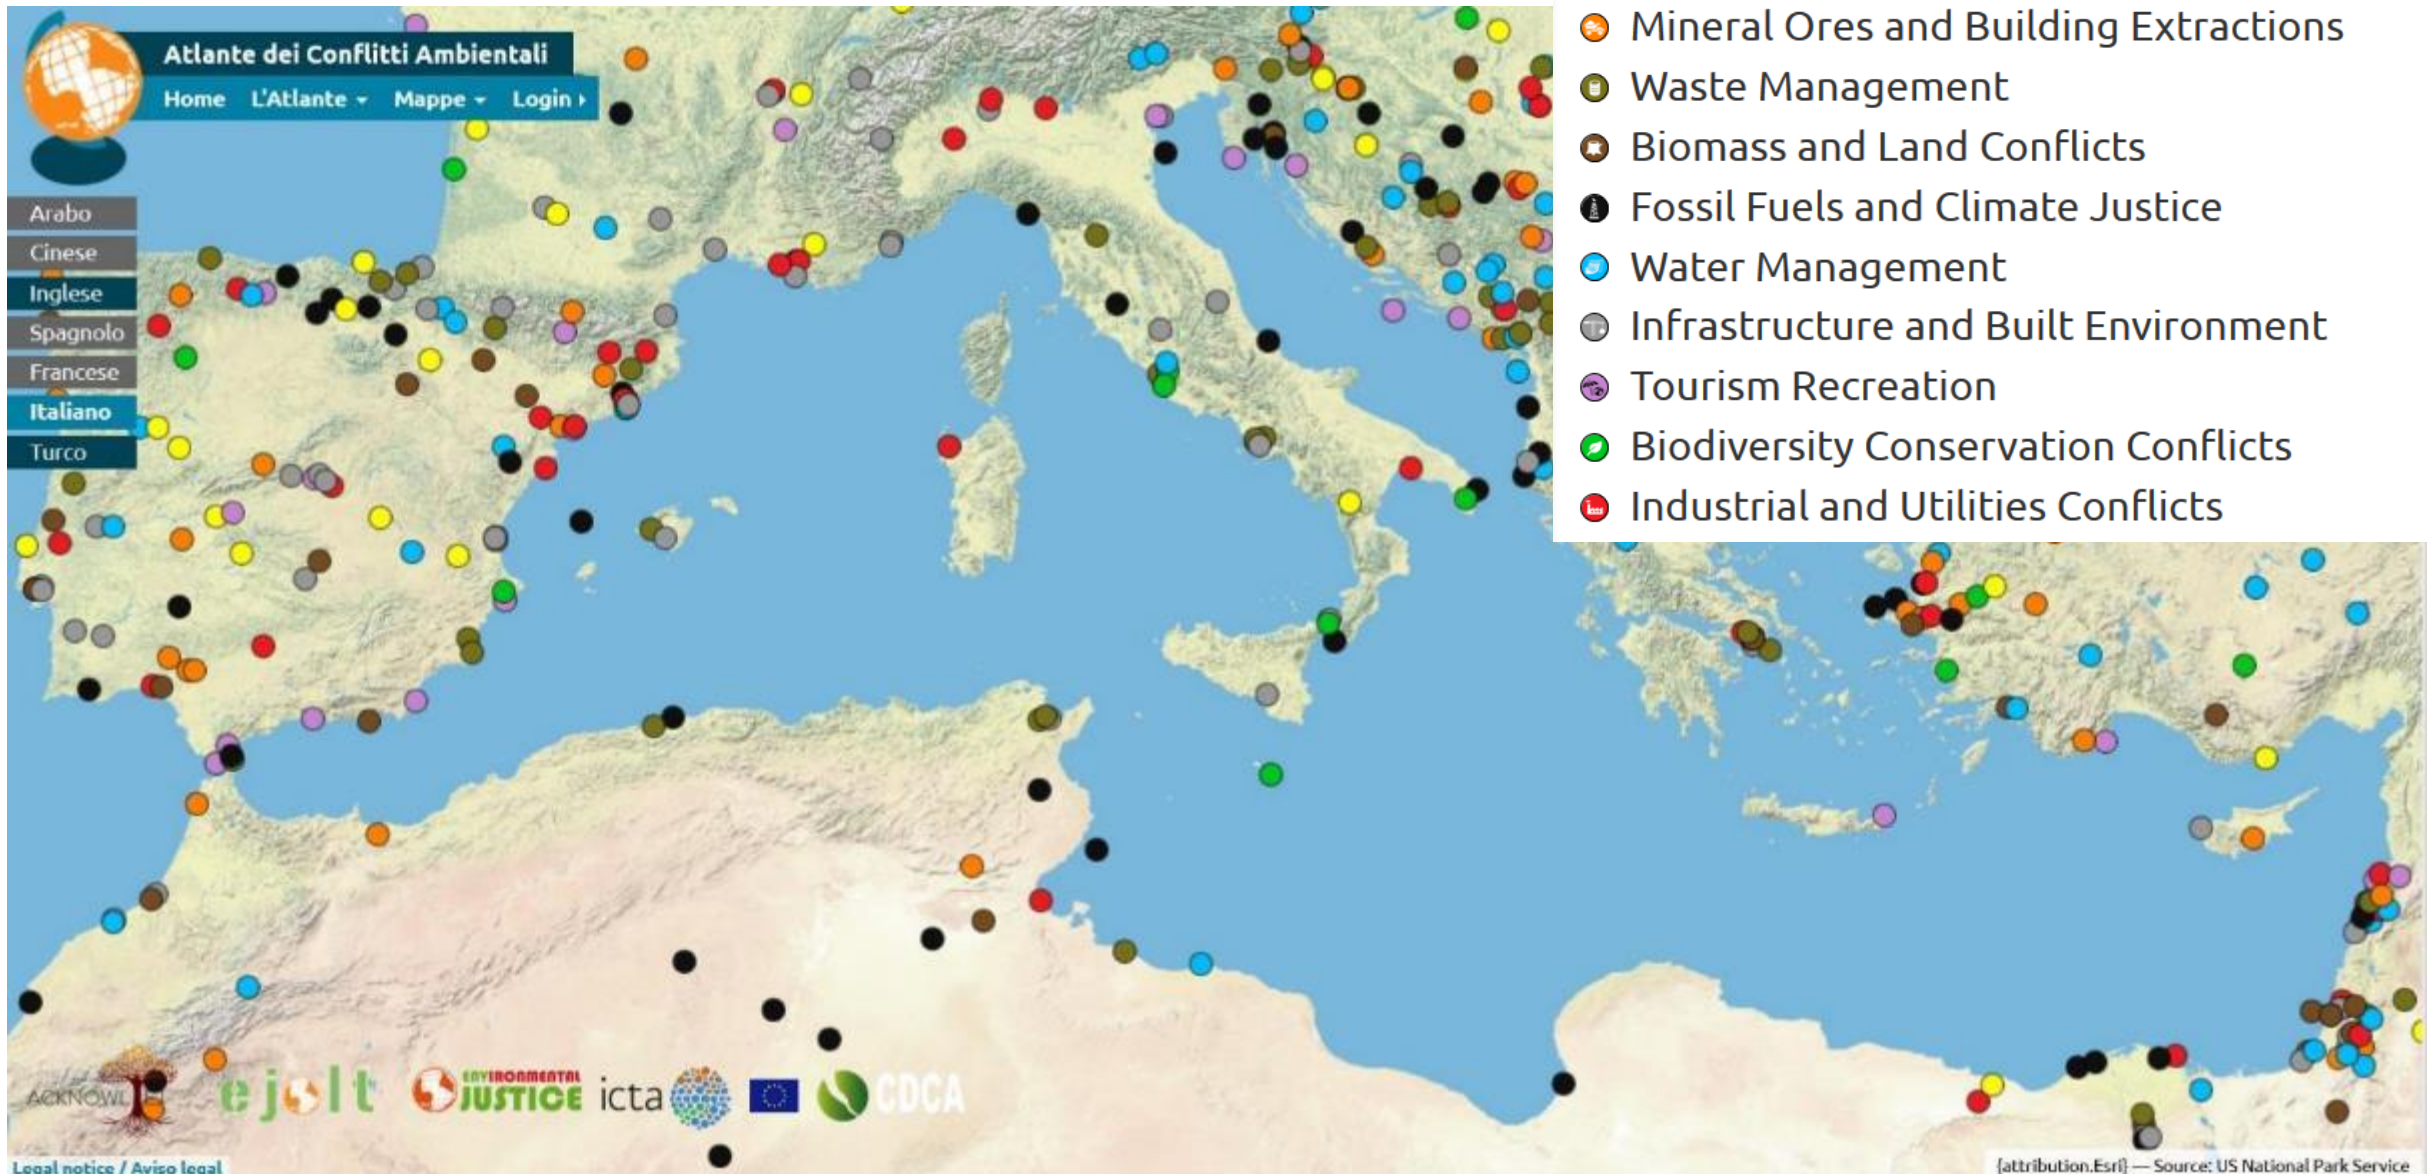 Atlante dei Conflitti Ambientali
Home L'Atlante Mappe Login
Arabo
Cinese
Inglese
Spagnolo
Francese
Italiano
Turco
Mineral Ores and Building Extractions
Waste Management
Biomass and Land Conflicts
Fossil Fuels and Climate Justice
Water Management
Infrastructure and Built Environment
Tourism Recreation
Biodiversity Conservation Conflicts
Industrial and Utilities Conflicts
ejolt
ENVIRONMENTAL
JUSTICE
icta
CDCA
Legal notice / Aviso legal
{attribution.Esri} — Source: US National Park Service